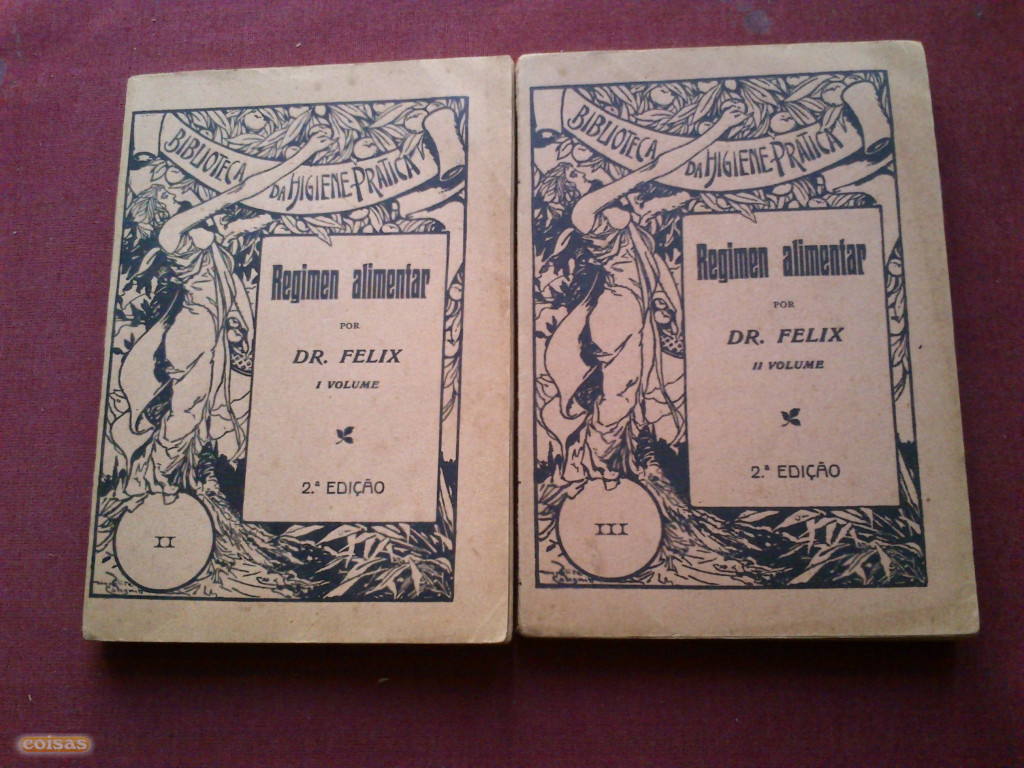 BIBLIOTECA
DA HIGIENE-PRATICA
Regimen alimentar
POR
DR. FELIX
I VOLUME
2.ª EDIÇÃO
II
BIBLIOTECA
DA HIGIENE-PRATICA
Regimen alimentar
POR
DR. FELIX
II VOLUME
2.ª EDIÇÃO
III
coisas